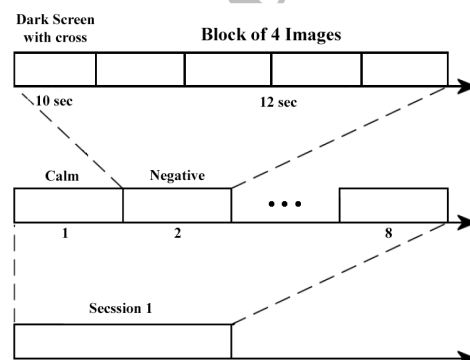 Dark Screen
with cross
Block of 4 Images
10 sec
12 sec
Calm
Negative
...
1
2
8
Secssion 1